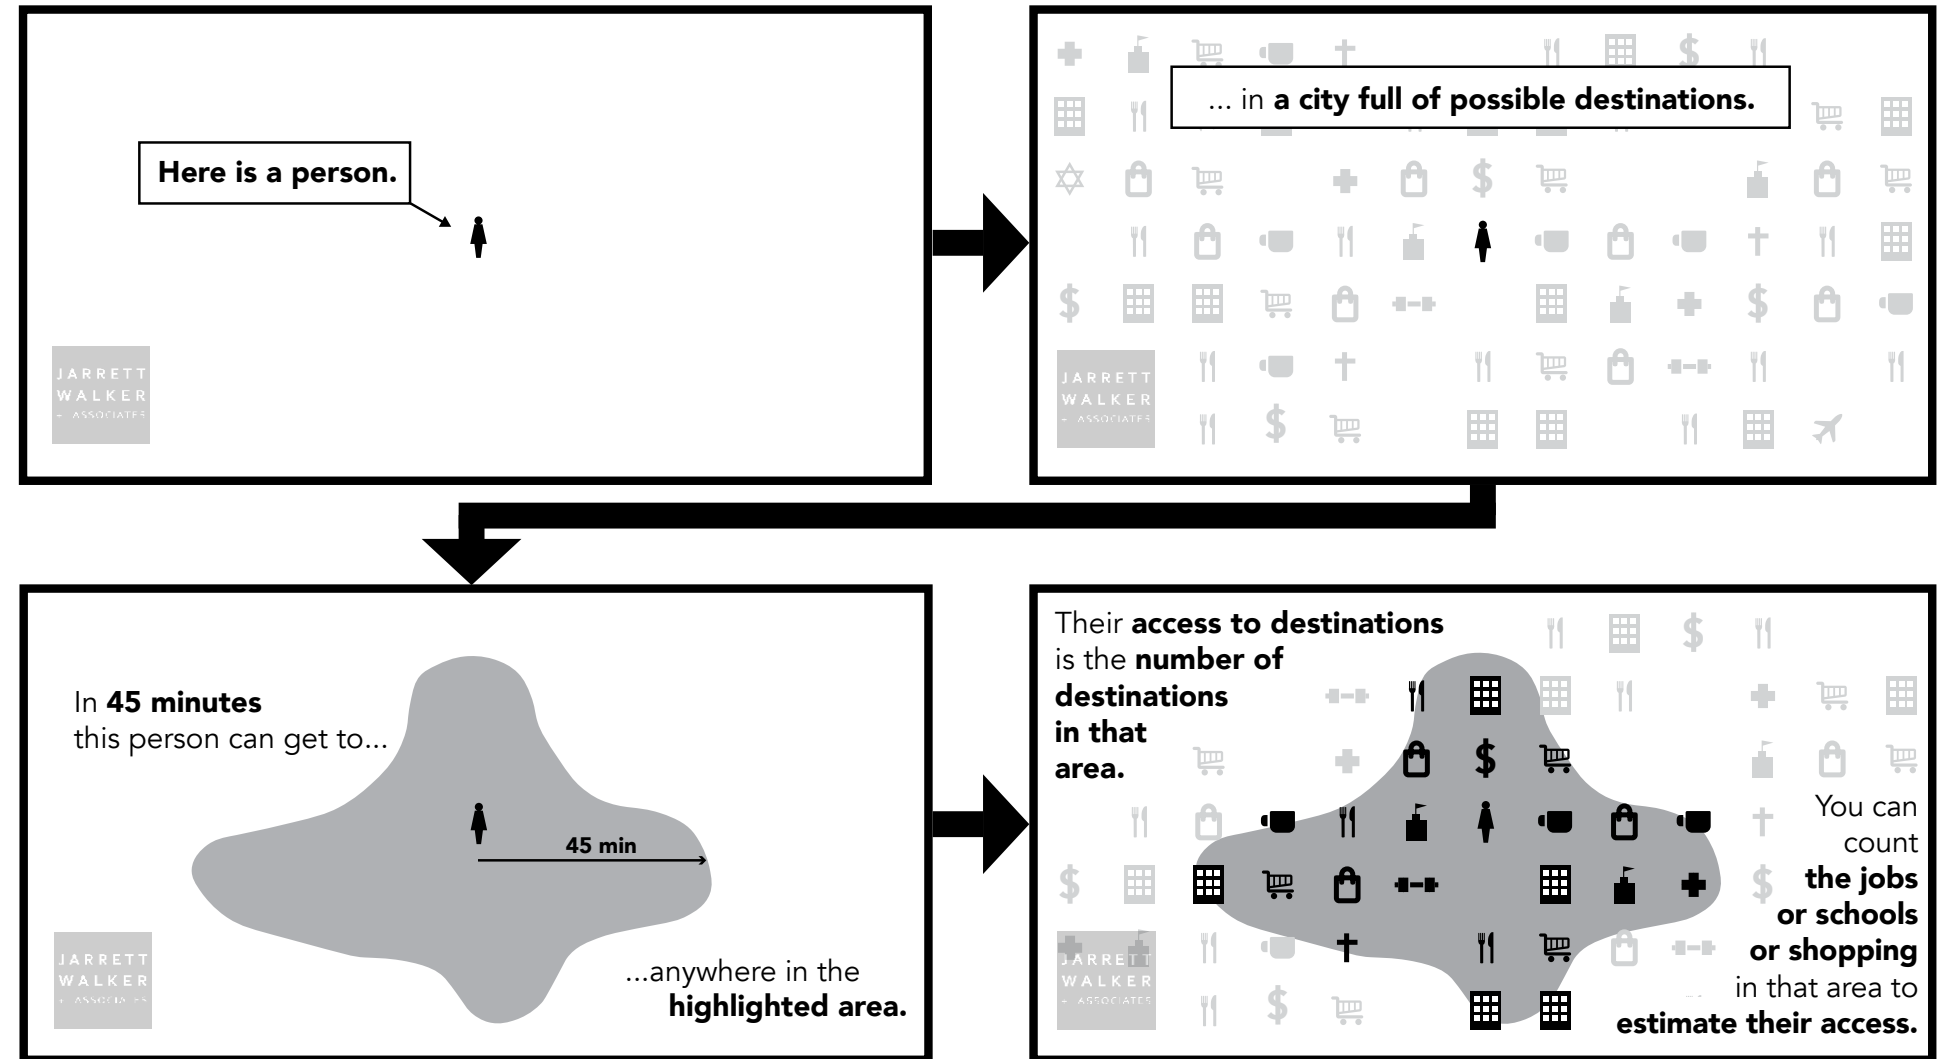 Here is a person.
JARRETT
WALKER
+ ASSOCIATES
... in a city full of possible destinations.
JARRETT
WALKER
+ ASSOCIATES
In 45 minutes
this person can get to...
45 min
...anywhere in the
highlighted area.
JARRETT
WALKER
+ ASSOCIATES
Their access to destinations
is the number of
destinations
in that
area.
You can
count
the jobs
or schools
or shopping
in that area to
estimate their access.
JARRETT
WALKER
+ ASSOCIATES